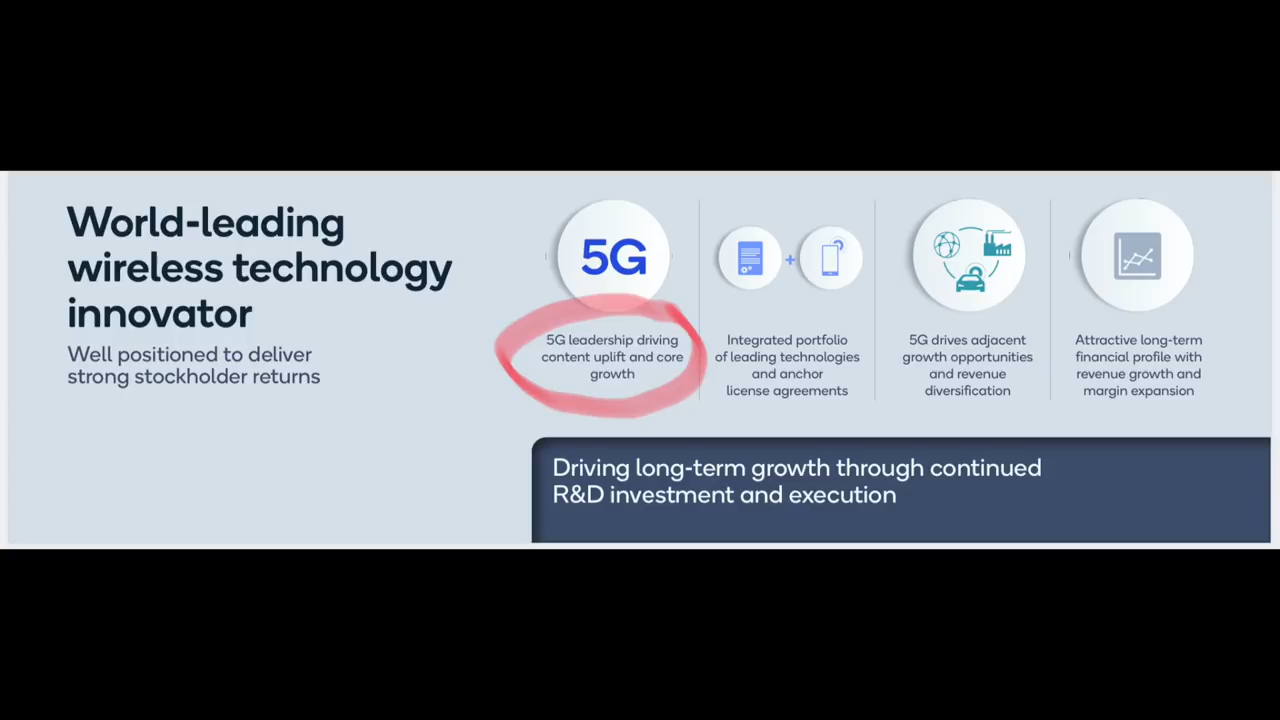 World-leading
wireless technology
innovator
Well positioned to deliver
strong stockholder returns
5G
5G leadership driving
content uplift and core
growth
Integrated portfolio
of leading technologies
and anchor
license agreements
5G drives adjacent
growth opportunities
and revenue
diversification
Attractive long-term
financial profile with
revenue growth and
margin expansion
Driving long-term growth through continued
R&D investment and execution